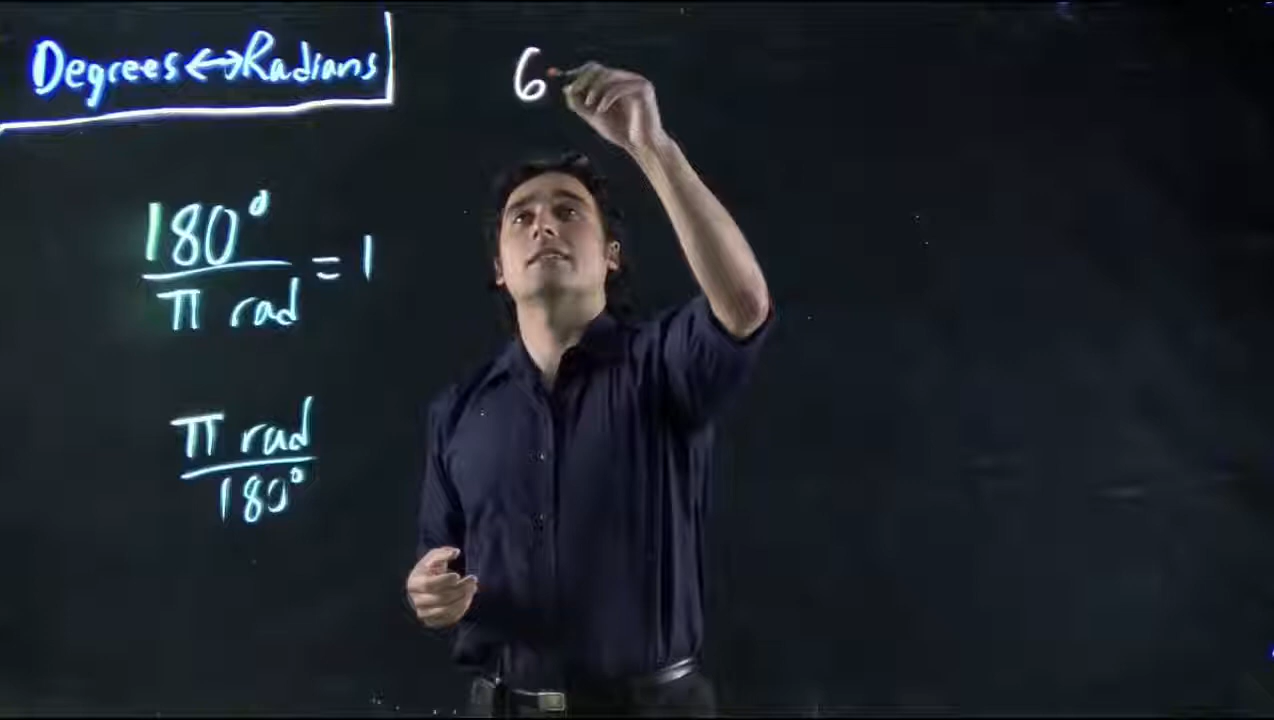 Degrees ↔ Radians
6
180°
π rad
= 1
π rad
180°